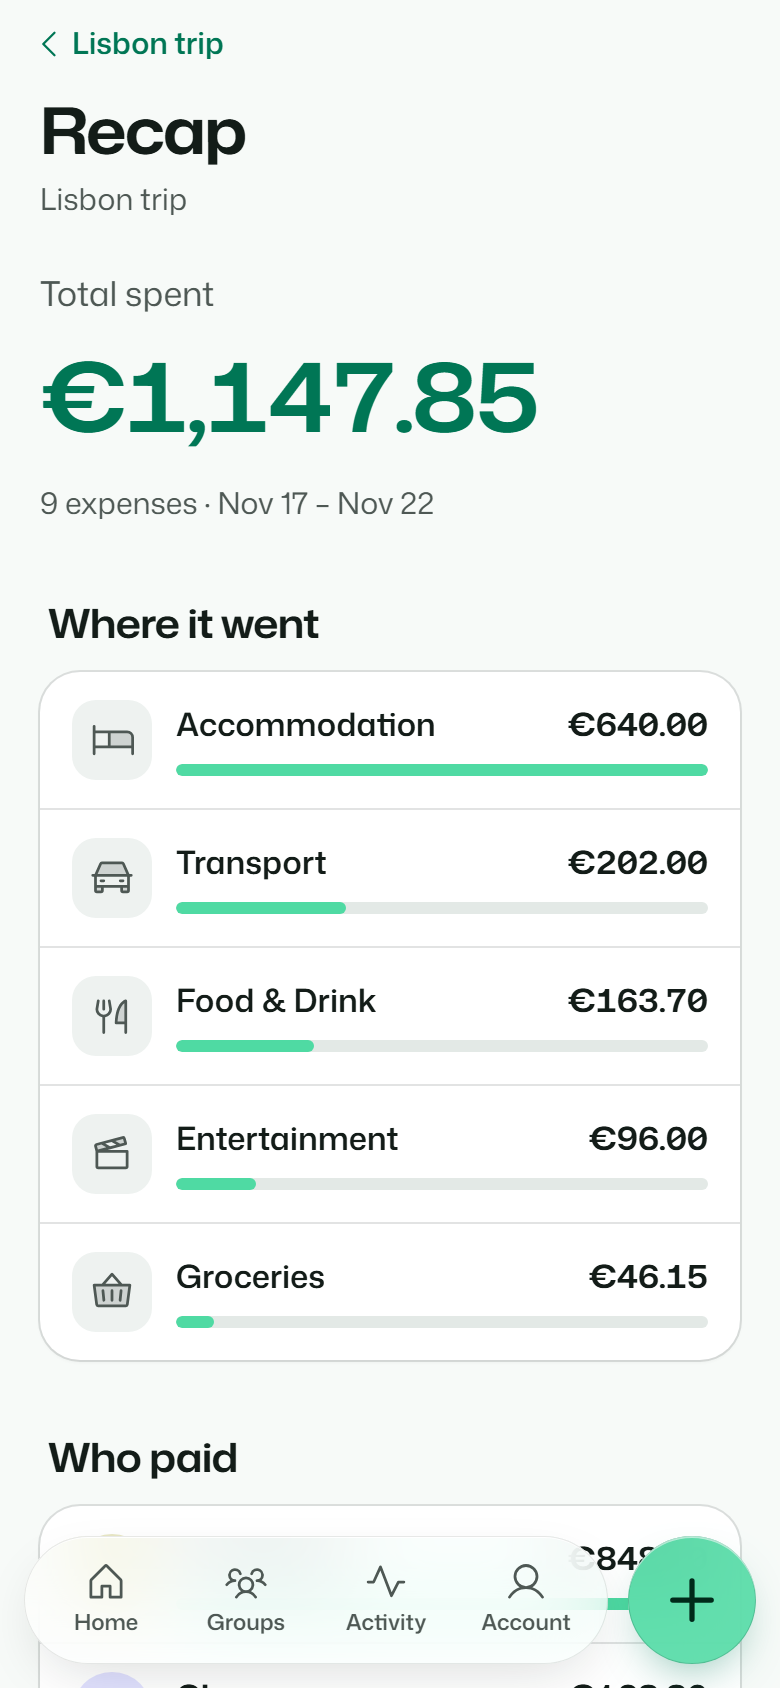 Lisbon trip
Recap
Lisbon trip
Total spent
€1,147.85
9 expenses · Nov 17 – Nov 22
Where it went
Accommodation €640.00
Transport €202.00
Food & Drink €163.70
Entertainment €96.00
Groceries €46.15
Who paid
Home Groups Activity Account